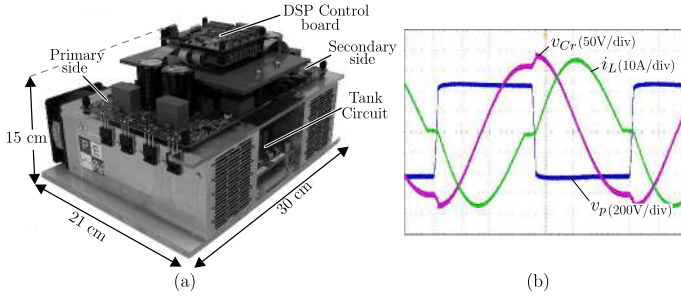 (a)
DSP Control
board
Primary
side
Secondary
side
Tank
Circuit
15 cm
21 cm
30 cm
P E
(a)
v_Cr (50V/div)
i_L (10A/div)
v_p (200V/div)
(b)